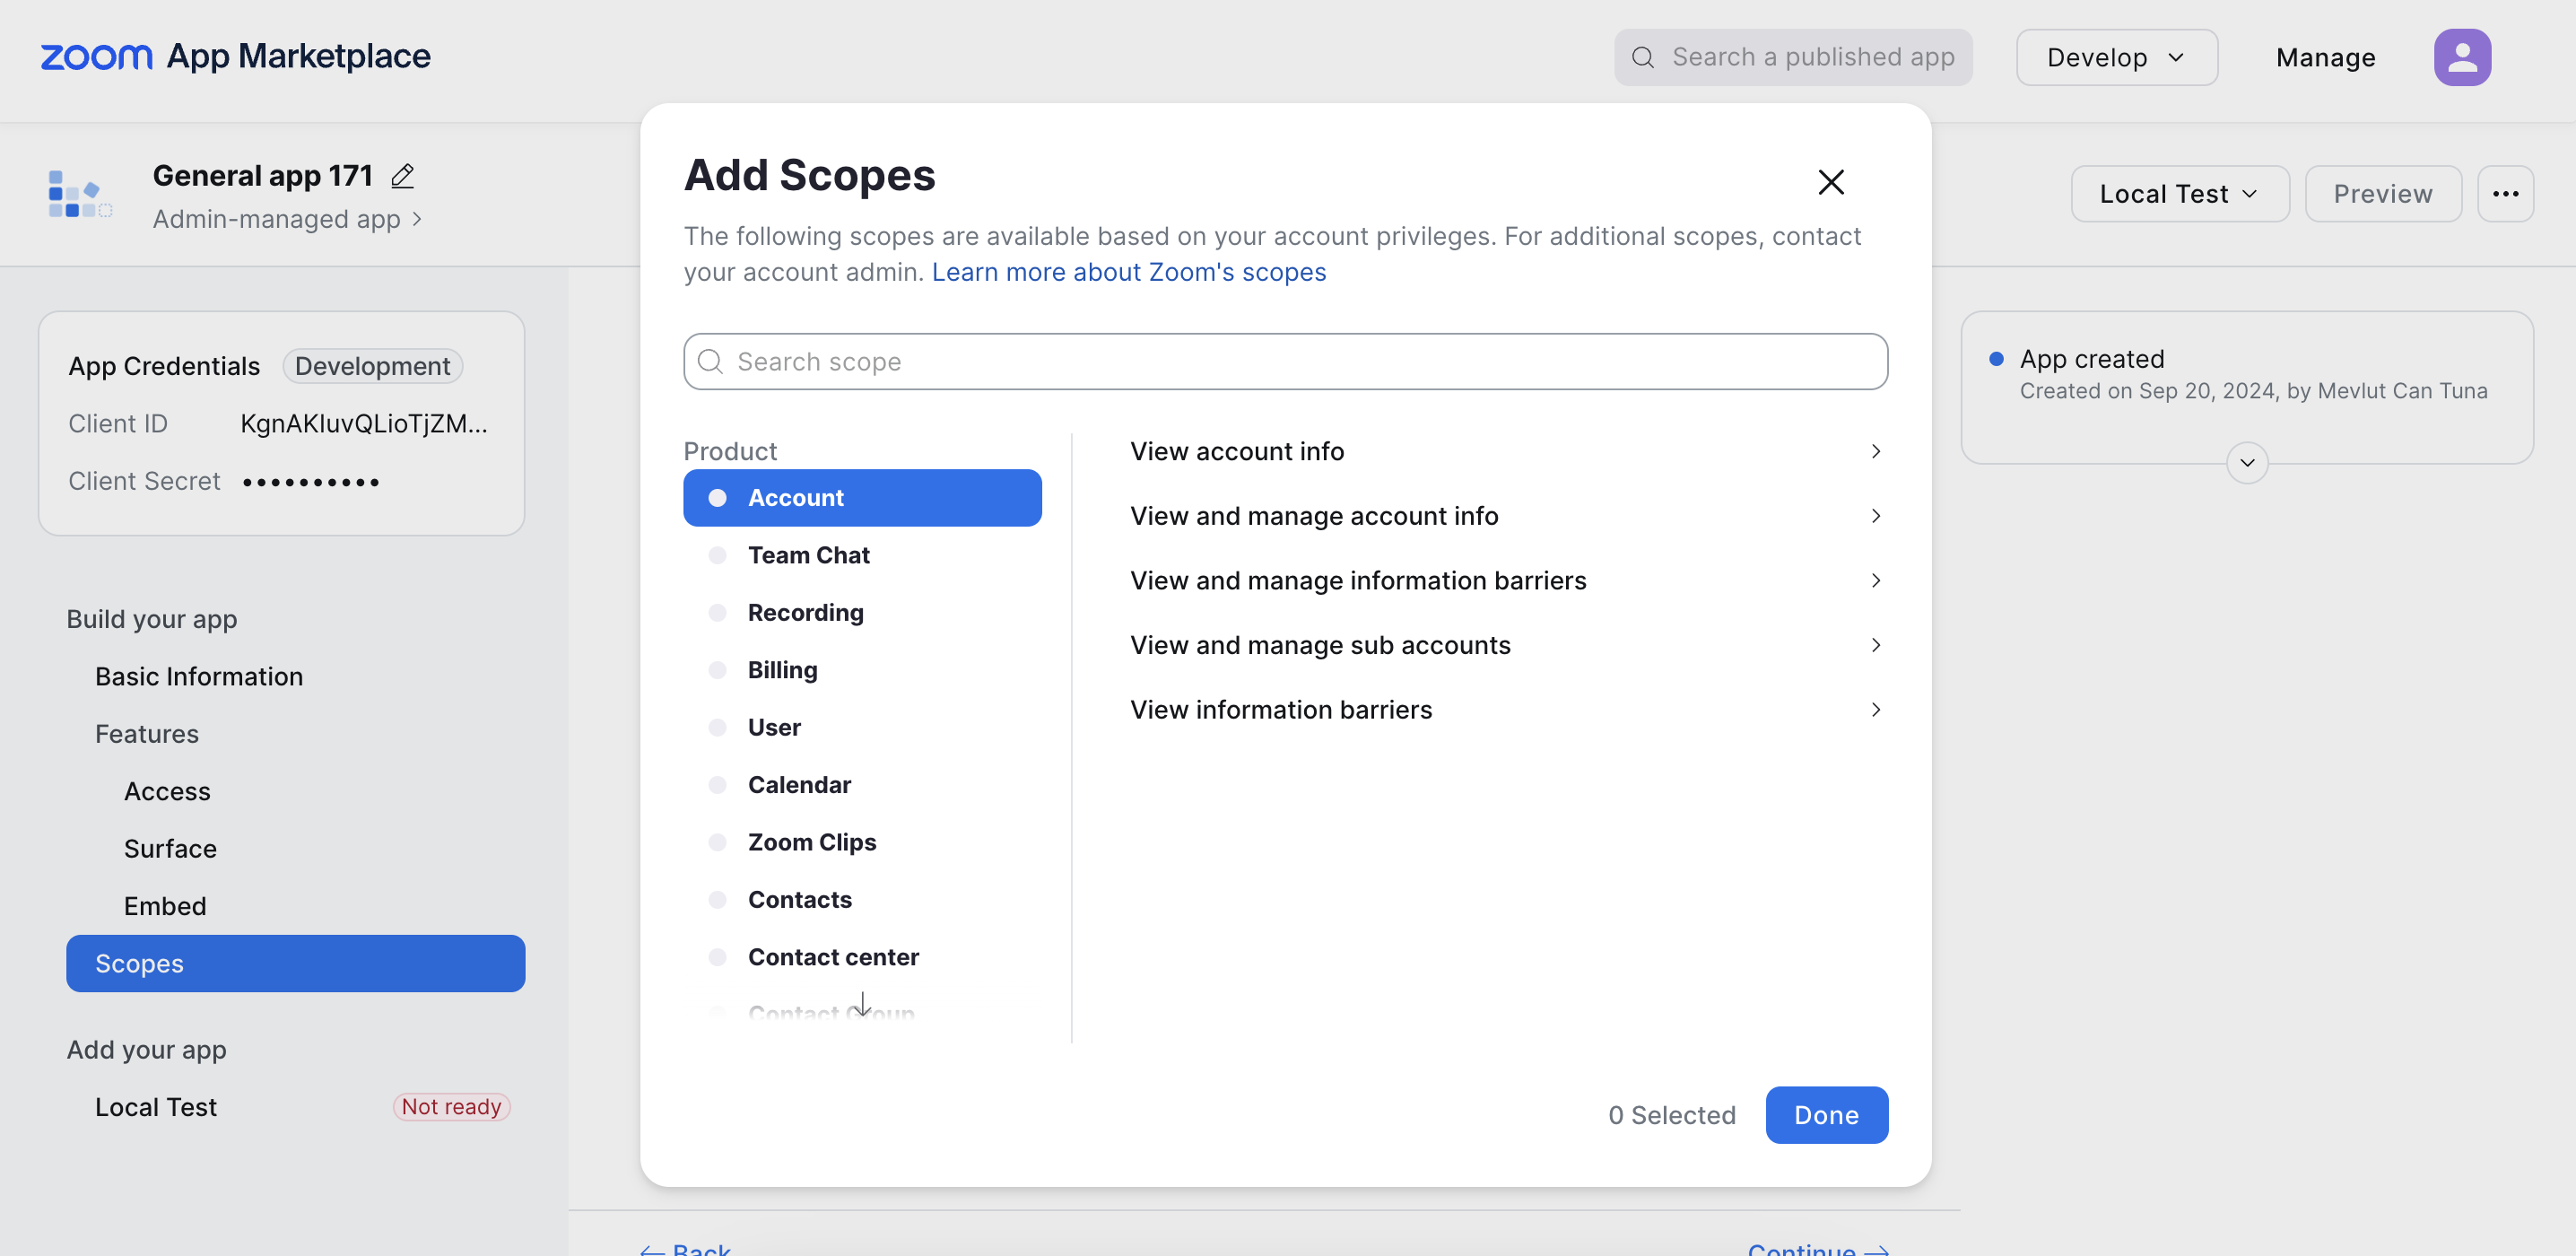 zoom App Marketplace
Search a published app
Develop
Manage
General app 171
Admin-managed app
Local Test
Preview
App Credentials
Development
Client ID
KgnAKIuvQLioTjZM...
Client Secret
Build your app
Basic Information
Features
Access
Surface
Embed
Scopes
Add your app
Local Test
Not ready
Add Scopes
The following scopes are available based on your account privileges. For additional scopes, contact
your account admin. Learn more about Zoom's scopes
Search scope
Product
Account
Team Chat
Recording
Billing
User
Calendar
Zoom Clips
Contacts
Contact center
Contact Group
View account info
View and manage account info
View and manage information barriers
View and manage sub accounts
View information barriers
0 Selected
Done
App created
Created on Sep 20, 2024, by Mevlut Can Tuna
Back
Continue